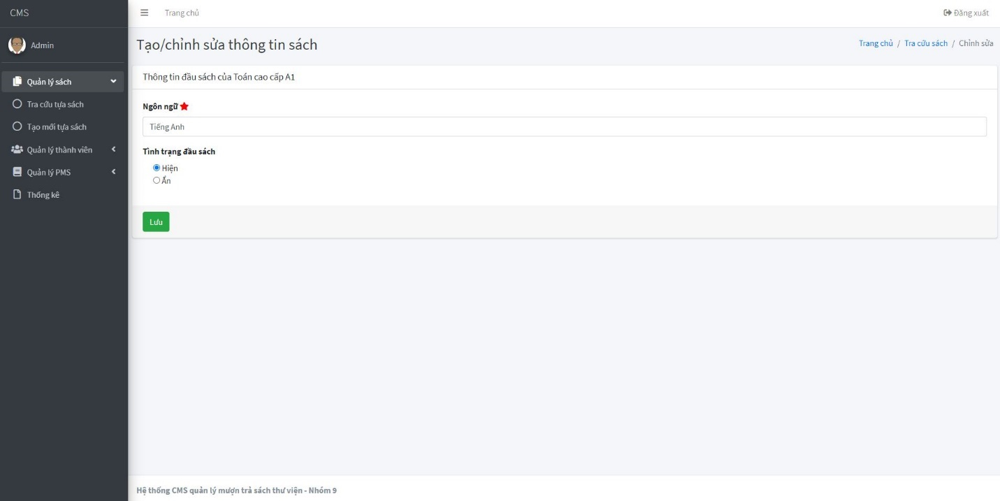 CMS
Trang chủ
Đăng xuất
Admin
Tạo/chỉnh sửa thông tin sách
Trang chủ / Tra cứu sách / Chỉnh sửa
Quản lý sách
Tra cứu tựa sách
Tạo mới tựa sách
Quản lý thành viên
Quản lý PMS
Thống kê
Thông tin đầu sách của Toán cao cấp A1
Ngôn ngữ
Tiếng Anh
Tình trạng đầu sách
Hiện
Ẩn
Lưu
Hệ thống CMS quản lý mượn trả sách thư viện - Nhóm 9